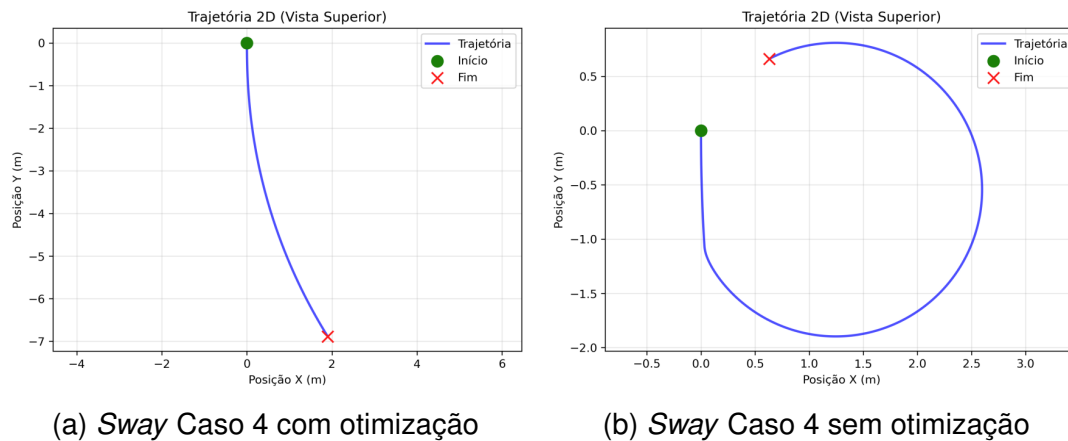 Trajetória 2D (Vista Superior)
Trajetória
Início
Fim
0
−1
−2
−3
−4
−5
−6
−7
Posição Y (m)
−4
−2
0
2
4
6
Posição X (m)
(a) Sway Caso 4 com otimização
Trajetória 2D (Vista Superior)
Trajetória
Início
Fim
0.5
0.0
−0.5
−1.0
−1.5
−2.0
Posição Y (m)
−0.5
0.0
0.5
1.0
1.5
2.0
2.5
3.0
Posição X (m)
(b) Sway Caso 4 sem otimização